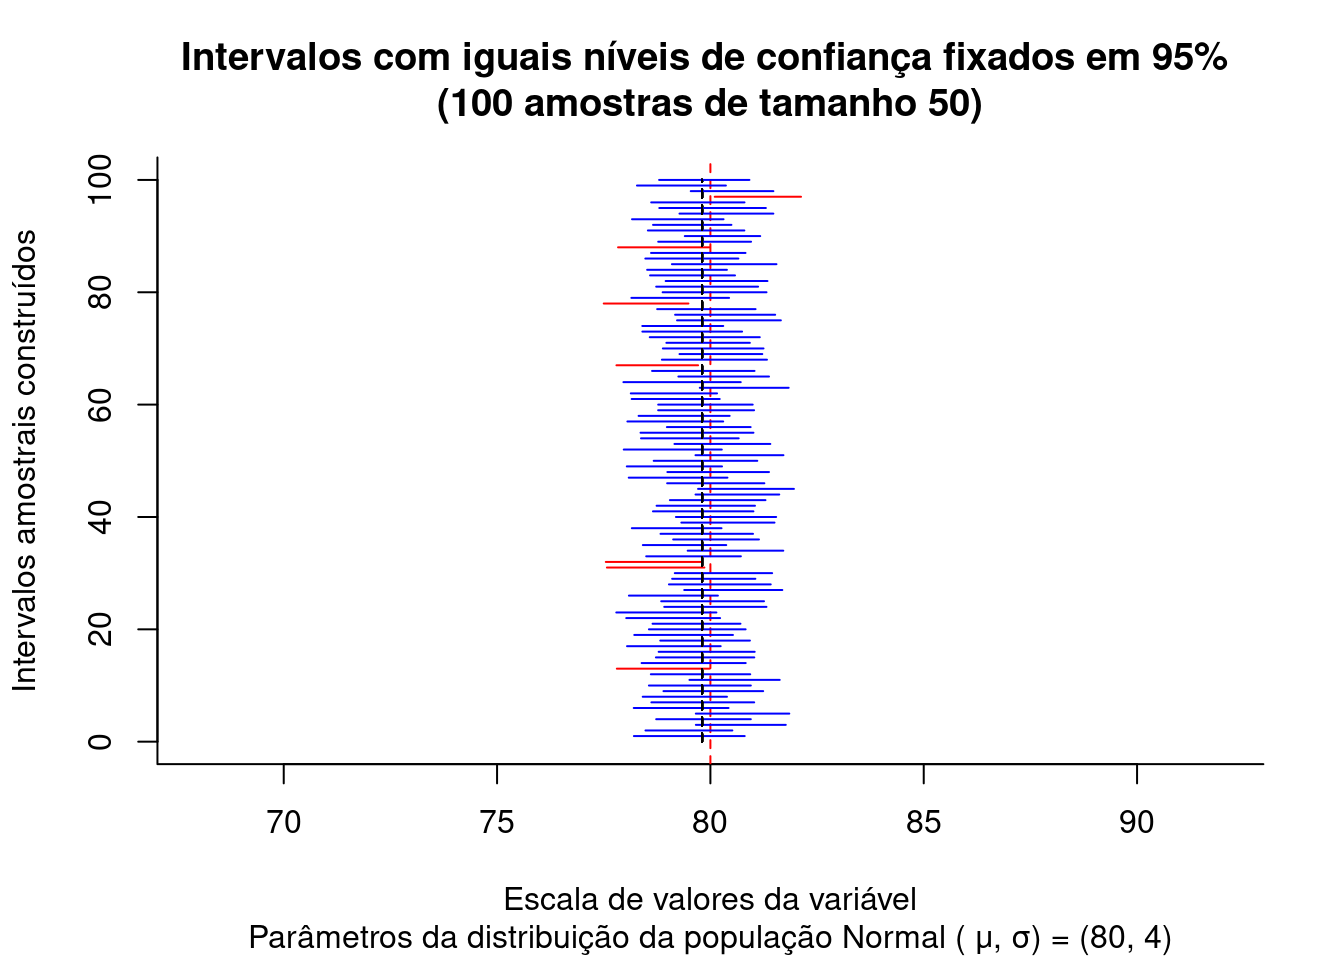 Intervalos com iguais níveis de confiança fixados em 95%
(100 amostras de tamanho 50)
Intervalos amostrais construídos
100
80
60
40
20
0
70 75 80 85 90
Escala de valores da variável
Parâmetros da distribuição da população Normal ( μ, σ) = (80, 4)